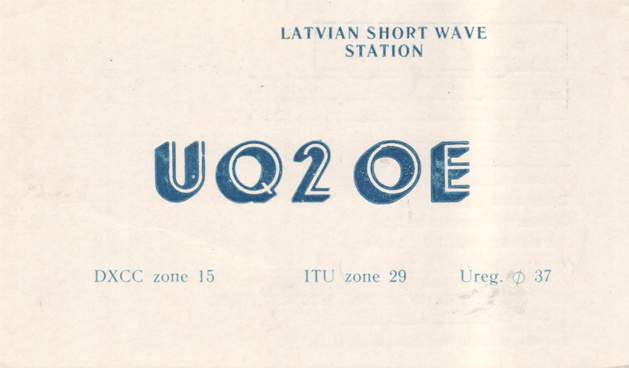 LATVIAN SHORT WAVE
STATION
UQ2OE
DXCC zone 15 ITU zone 29 Ureg. ϕ 37